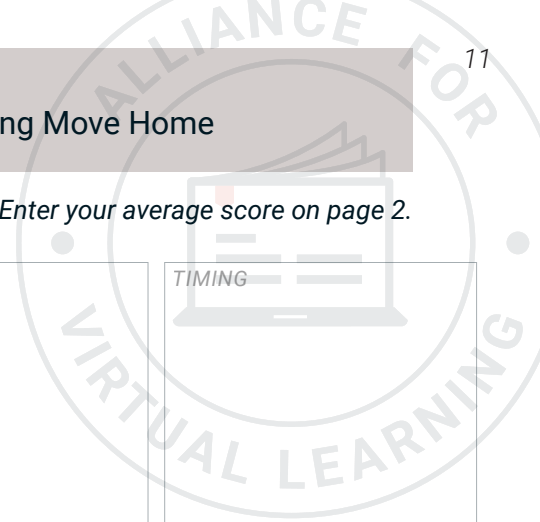 11
ng Move Home
Enter your average score on page 2.
TIMING
ALLIANCE FOR
VIRTUAL LEARNING